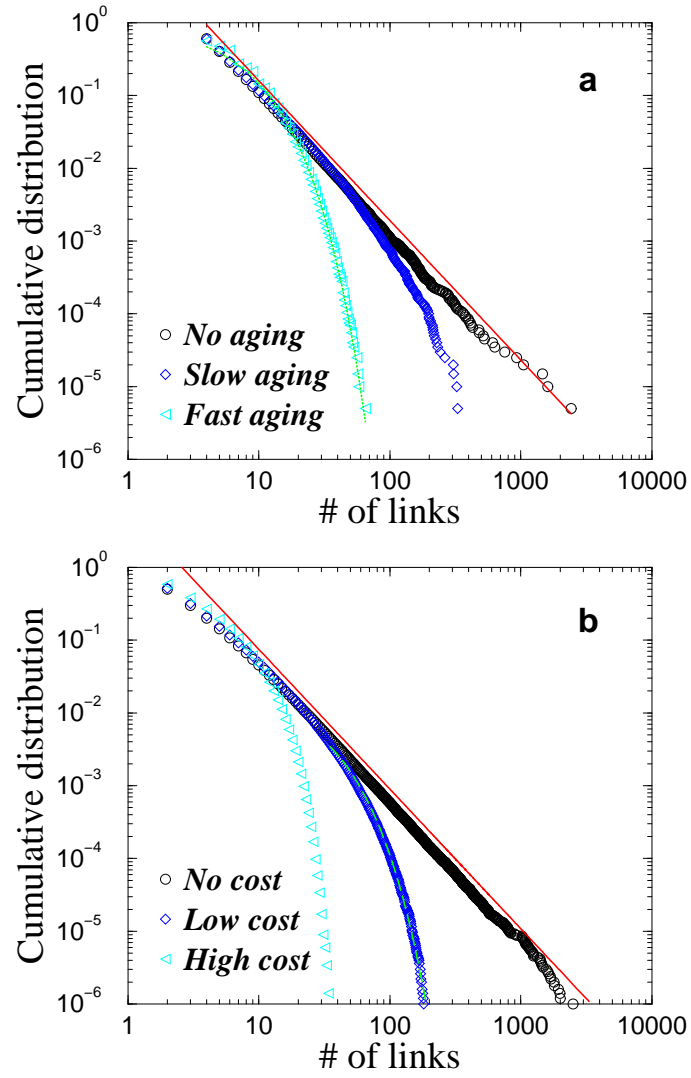 10^0
a
10^-1
10^-2
10^-3
10^-4
10^-5
10^-6
Cumulative distribution
No aging
Slow aging
Fast aging
1 10 100 1000 10000
# of links
10^0
b
10^-1
10^-2
10^-3
10^-4
10^-5
10^-6
Cumulative distribution
No cost
Low cost
High cost
1 10 100 1000 10000
# of links